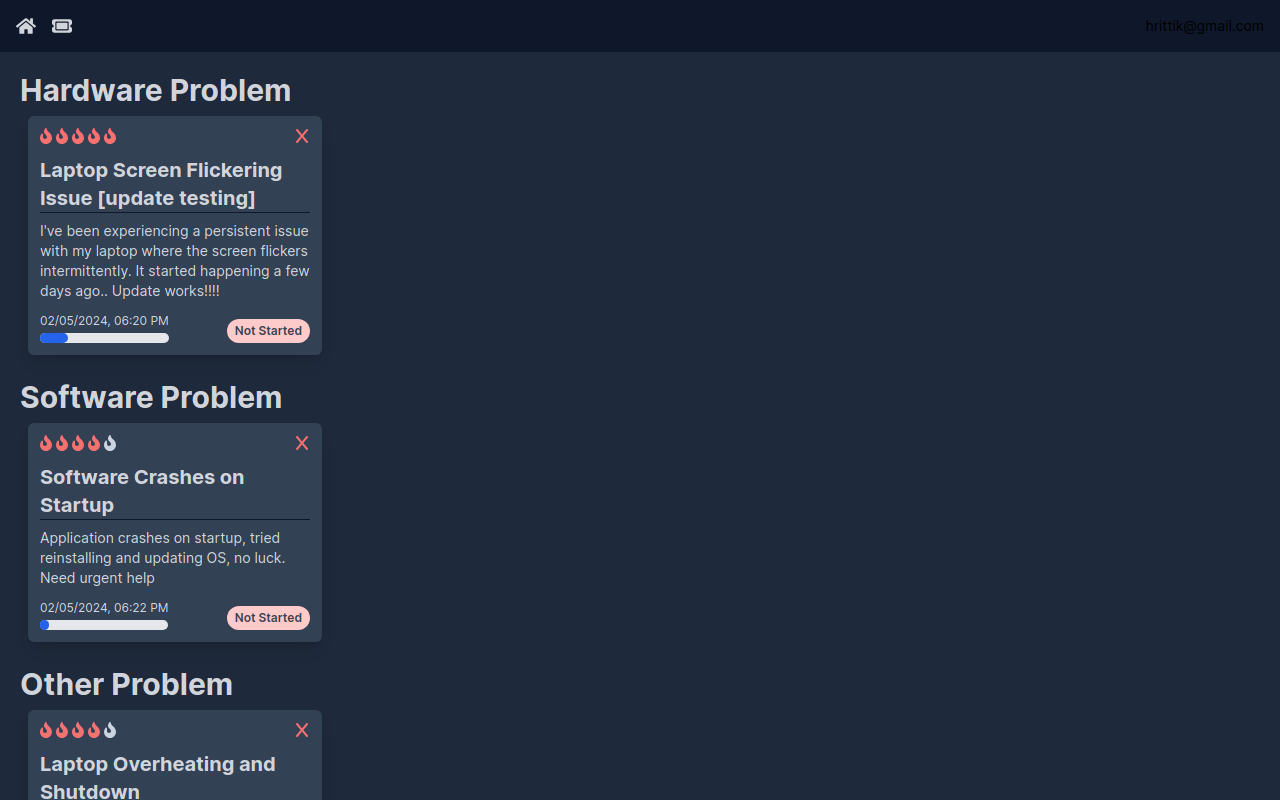 hrittik@gmail.com
Hardware Problem
Laptop Screen Flickering
Issue [update testing]
I've been experiencing a persistent issue
with my laptop where the screen flickers
intermittently. It started happening a few
days ago.. Update works!!!!
02/05/2024, 06:20 PM
Not Started
Software Problem
Software Crashes on
Startup
Application crashes on startup, tried
reinstalling and updating OS, no luck.
Need urgent help
02/05/2024, 06:22 PM
Not Started
Other Problem
Laptop Overheating and
Shutdown